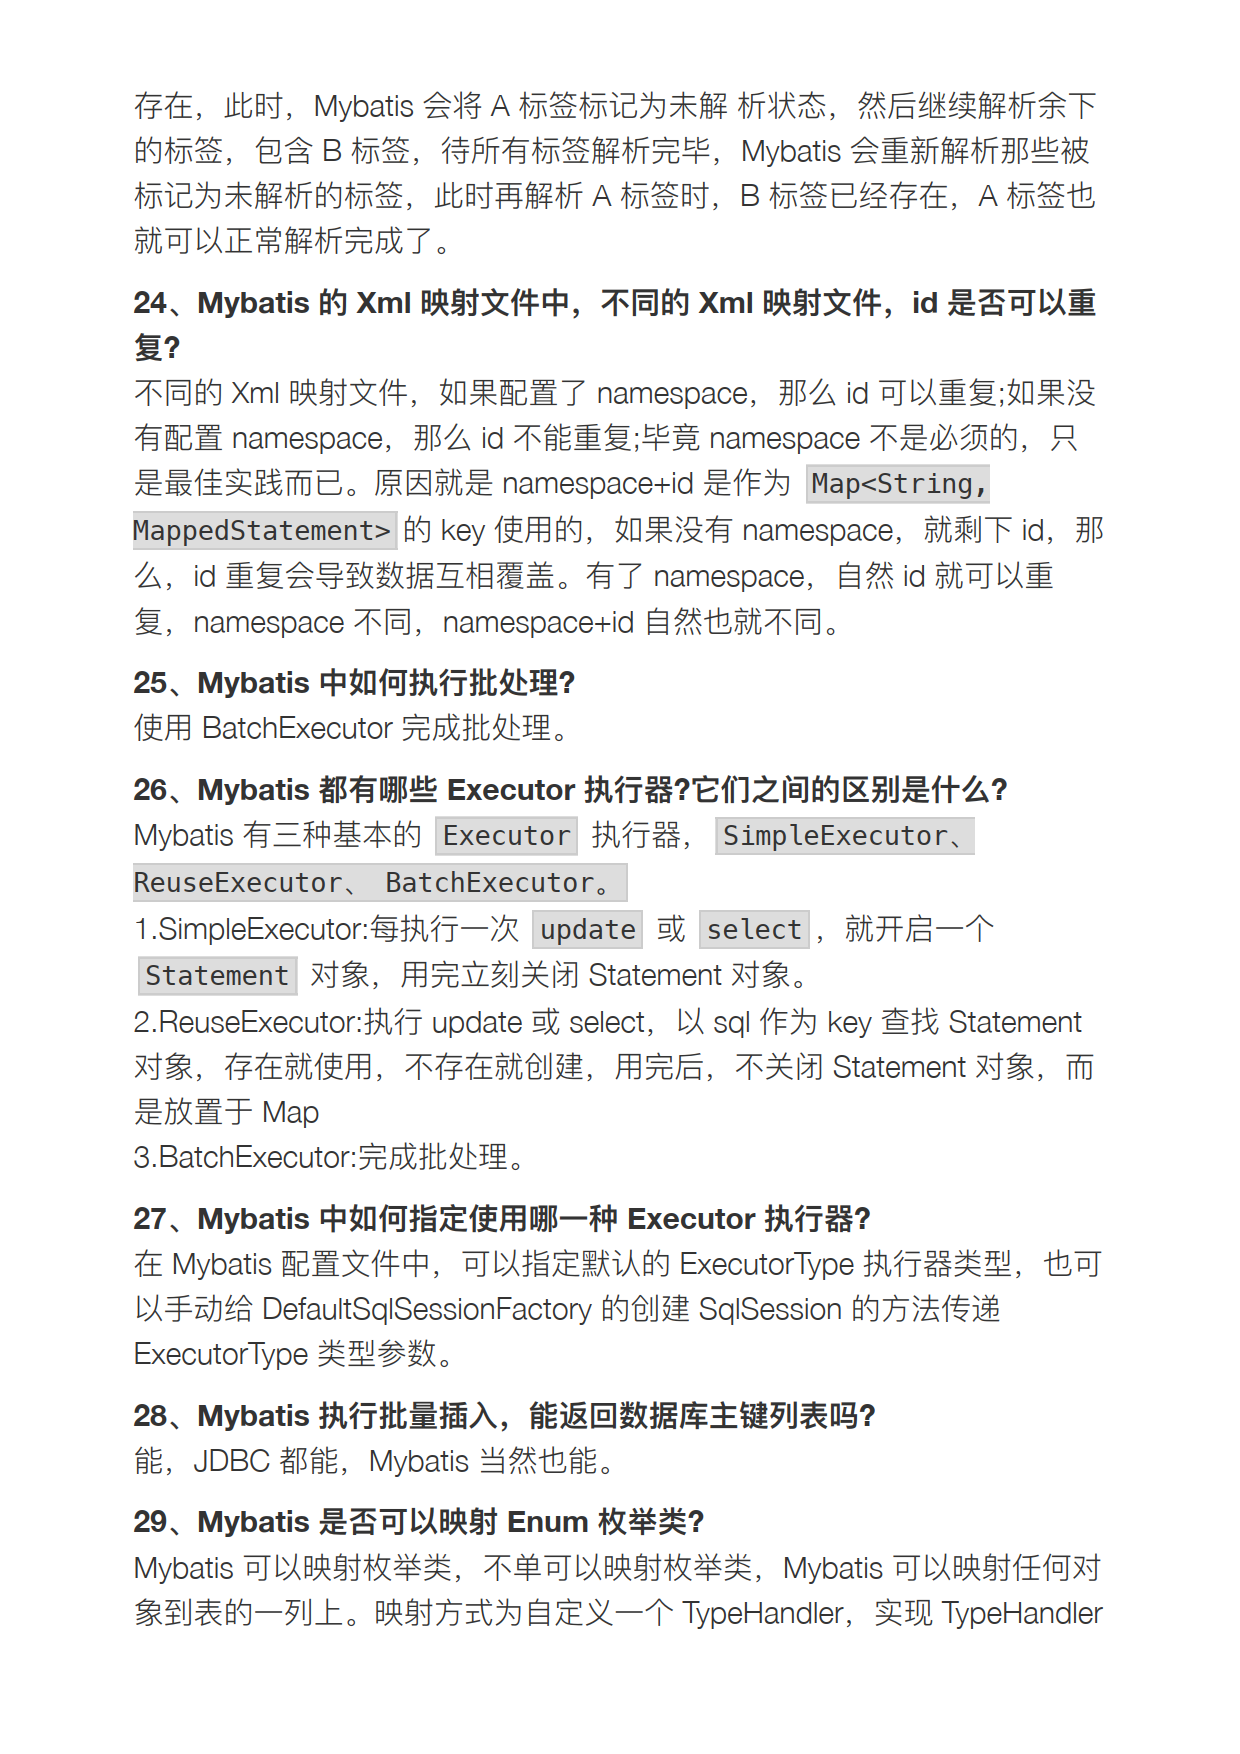 存在，此时，Mybatis 会将 A 标签标记为未解 析状态，然后继续解析余下
的标签，包含 B 标签，待所有标签解析完毕，Mybatis 会重新解析那些被
标记为未解析的标签，此时再解析 A 标签时，B 标签已经存在，A 标签也
就可以正常解析完成了。
24、Mybatis 的 Xml 映射文件中，不同的 Xml 映射文件，id 是否可以重
复?
不同的 Xml 映射文件，如果配置了 namespace，那么 id 可以重复;如果没
有配置 namespace，那么 id 不能重复;毕竟 namespace 不是必须的，只
是最佳实践而已。原因就是 namespace+id 是作为 Map<String,
MappedStatement> 的 key 使用的，如果没有 namespace，就剩下 id，那
么，id 重复会导致数据互相覆盖。有了 namespace，自然 id 就可以重
复，namespace 不同，namespace+id 自然也就不同。
25、Mybatis 中如何执行批处理?
使用 BatchExecutor 完成批处理。
26、Mybatis 都有哪些 Executor 执行器?它们之间的区别是什么?
Mybatis 有三种基本的 Executor 执行器，SimpleExecutor、
ReuseExecutor、 BatchExecutor。
1.SimpleExecutor:每执行一次 update 或 select，就开启一个
Statement 对象，用完立刻关闭 Statement 对象。
2.ReuseExecutor:执行 update 或 select，以 sql 作为 key 查找 Statement
对象，存在就使用，不存在就创建，用完后，不关闭 Statement 对象，而
是放置于 Map
3.BatchExecutor:完成批处理。
27、Mybatis 中如何指定使用哪一种 Executor 执行器?
在 Mybatis 配置文件中，可以指定默认的 ExecutorType 执行器类型，也可
以手动给 DefaultSqlSessionFactory 的创建 SqlSession 的方法传递
ExecutorType 类型参数。
28、Mybatis 执行批量插入，能返回数据库主键列表吗?
能，JDBC 都能，Mybatis 当然也能。
29、Mybatis 是否可以映射 Enum 枚举类?
Mybatis 可以映射枚举类，不单可以映射枚举类，Mybatis 可以映射任何对
象到表的一列上。映射方式为自定义一个 TypeHandler，实现 TypeHandler